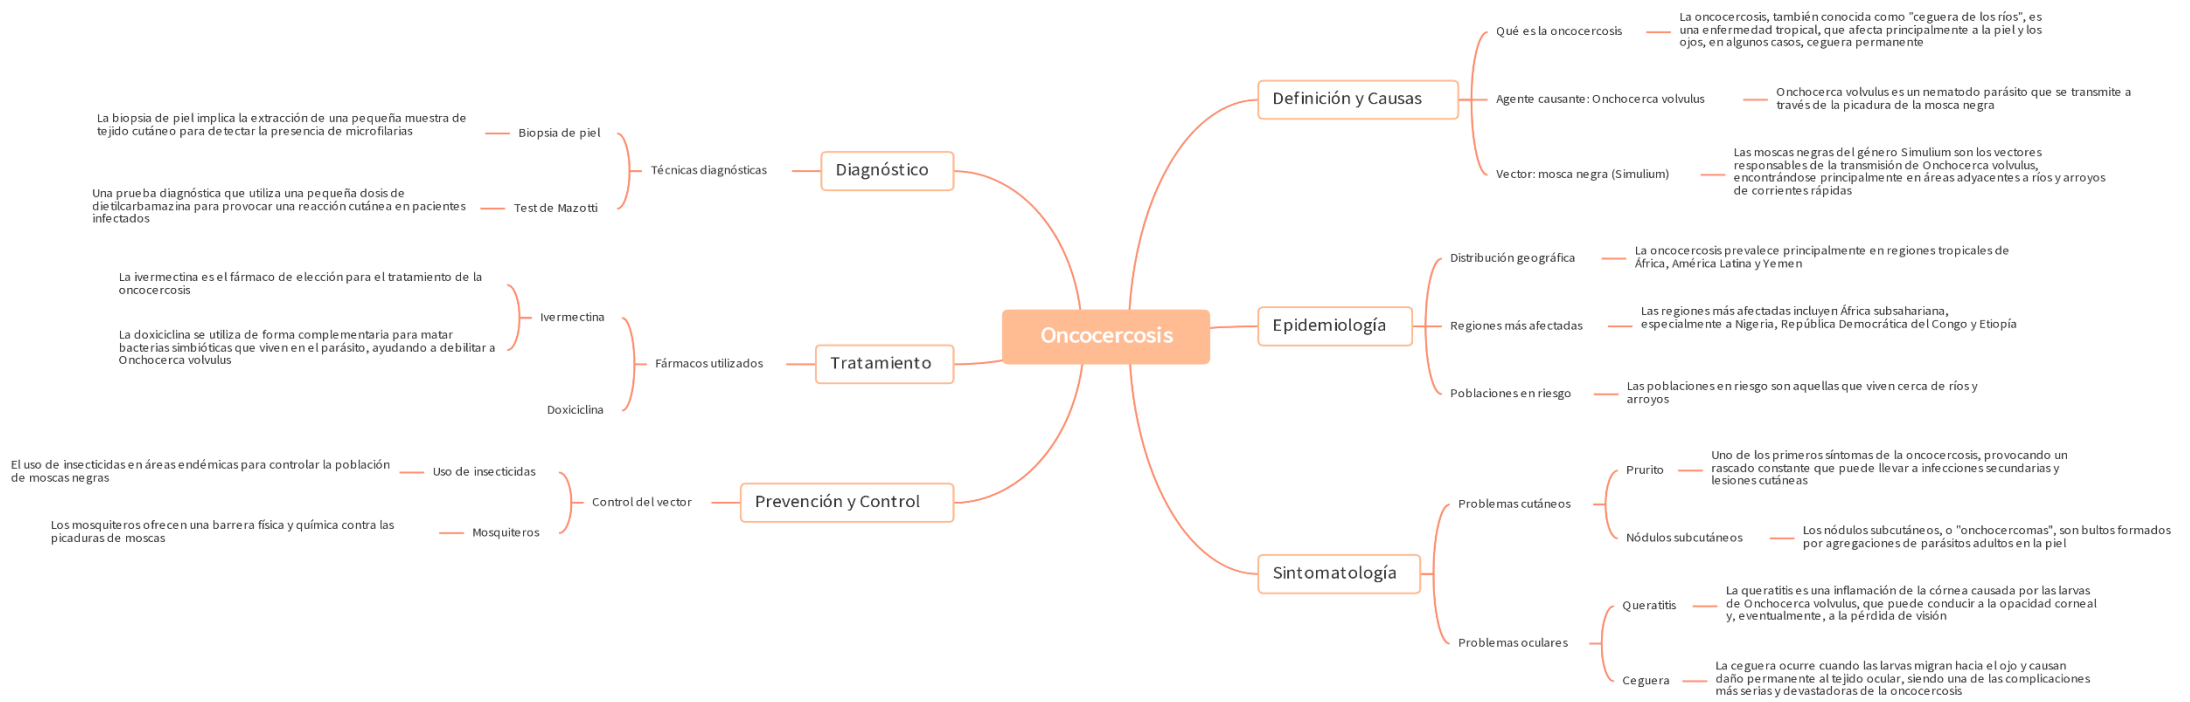 Oncocercosis
Definición y Causas
Qué es la oncocercosis
La oncocercosis, también conocida como "ceguera de los ríos", es
una enfermedad tropical, que afecta principalmente a la piel y los
ojos, en algunos casos, ceguera permanente
Agente causante: Onchocerca volvulus
Onchocerca volvulus es un nematodo parásito que se transmite a
través de la picadura de la mosca negra
Vector: mosca negra (Simulium)
Las moscas negras del género Simulium son los vectores
responsables de la transmisión de Onchocerca volvulus,
encontrándose principalmente en áreas adyacentes a ríos y arroyos
de corrientes rápidas
Epidemiología
Distribución geográfica
La oncocercosis prevalece principalmente en regiones tropicales de
África, América Latina y Yemen
Regiones más afectadas
Las regiones más afectadas incluyen África subsahariana,
especialmente a Nigeria, República Democrática del Congo y Etiopía
Poblaciones en riesgo
Las poblaciones en riesgo son aquellas que viven cerca de ríos y
arroyos
Sintomatología
Problemas cutáneos
Prurito
Uno de los primeros síntomas de la oncocercosis, provocando un
rascado constante que puede llevar a infecciones secundarias y
lesiones cutáneas
Nódulos subcutáneos
Los nódulos subcutáneos, o "onchocercomas", son bultos formados
por agregaciones de parásitos adultos en la piel
Problemas oculares
Queratitis
La queratitis es una inflamación de la córnea causada por las larvas
de Onchocerca volvulus, que puede conducir a la opacidad corneal
y, eventualmente, a la pérdida de visión
Ceguera
La ceguera ocurre cuando las larvas migran hacia el ojo y causan
daño permanente al tejido ocular, siendo una de las complicaciones
más serias y devastadoras de la oncocercosis
Diagnóstico
Técnicas diagnósticas
Biopsia de piel
La biopsia de piel implica la extracción de una pequeña muestra de
tejido cutáneo para detectar la presencia de microfilarias
Test de Mazotti
Una prueba diagnóstica que utiliza una pequeña dosis de
dietilcarbamazina para provocar una reacción cutánea en pacientes
infectados
Tratamiento
Fármacos utilizados
Ivermectina
La ivermectina es el fármaco de elección para el tratamiento de la
oncocercosis
La doxiciclina se utiliza de forma complementaria para matar
bacterias simbióticas que viven en el parásito, ayudando a debilitar a
Onchocerca volvulus
Doxiciclina
Prevención y Control
Control del vector
Uso de insecticidas
El uso de insecticidas en áreas endémicas para controlar la población
de moscas negras
Mosquiteros
Los mosquiteros ofrecen una barrera física y química contra las
picaduras de moscas